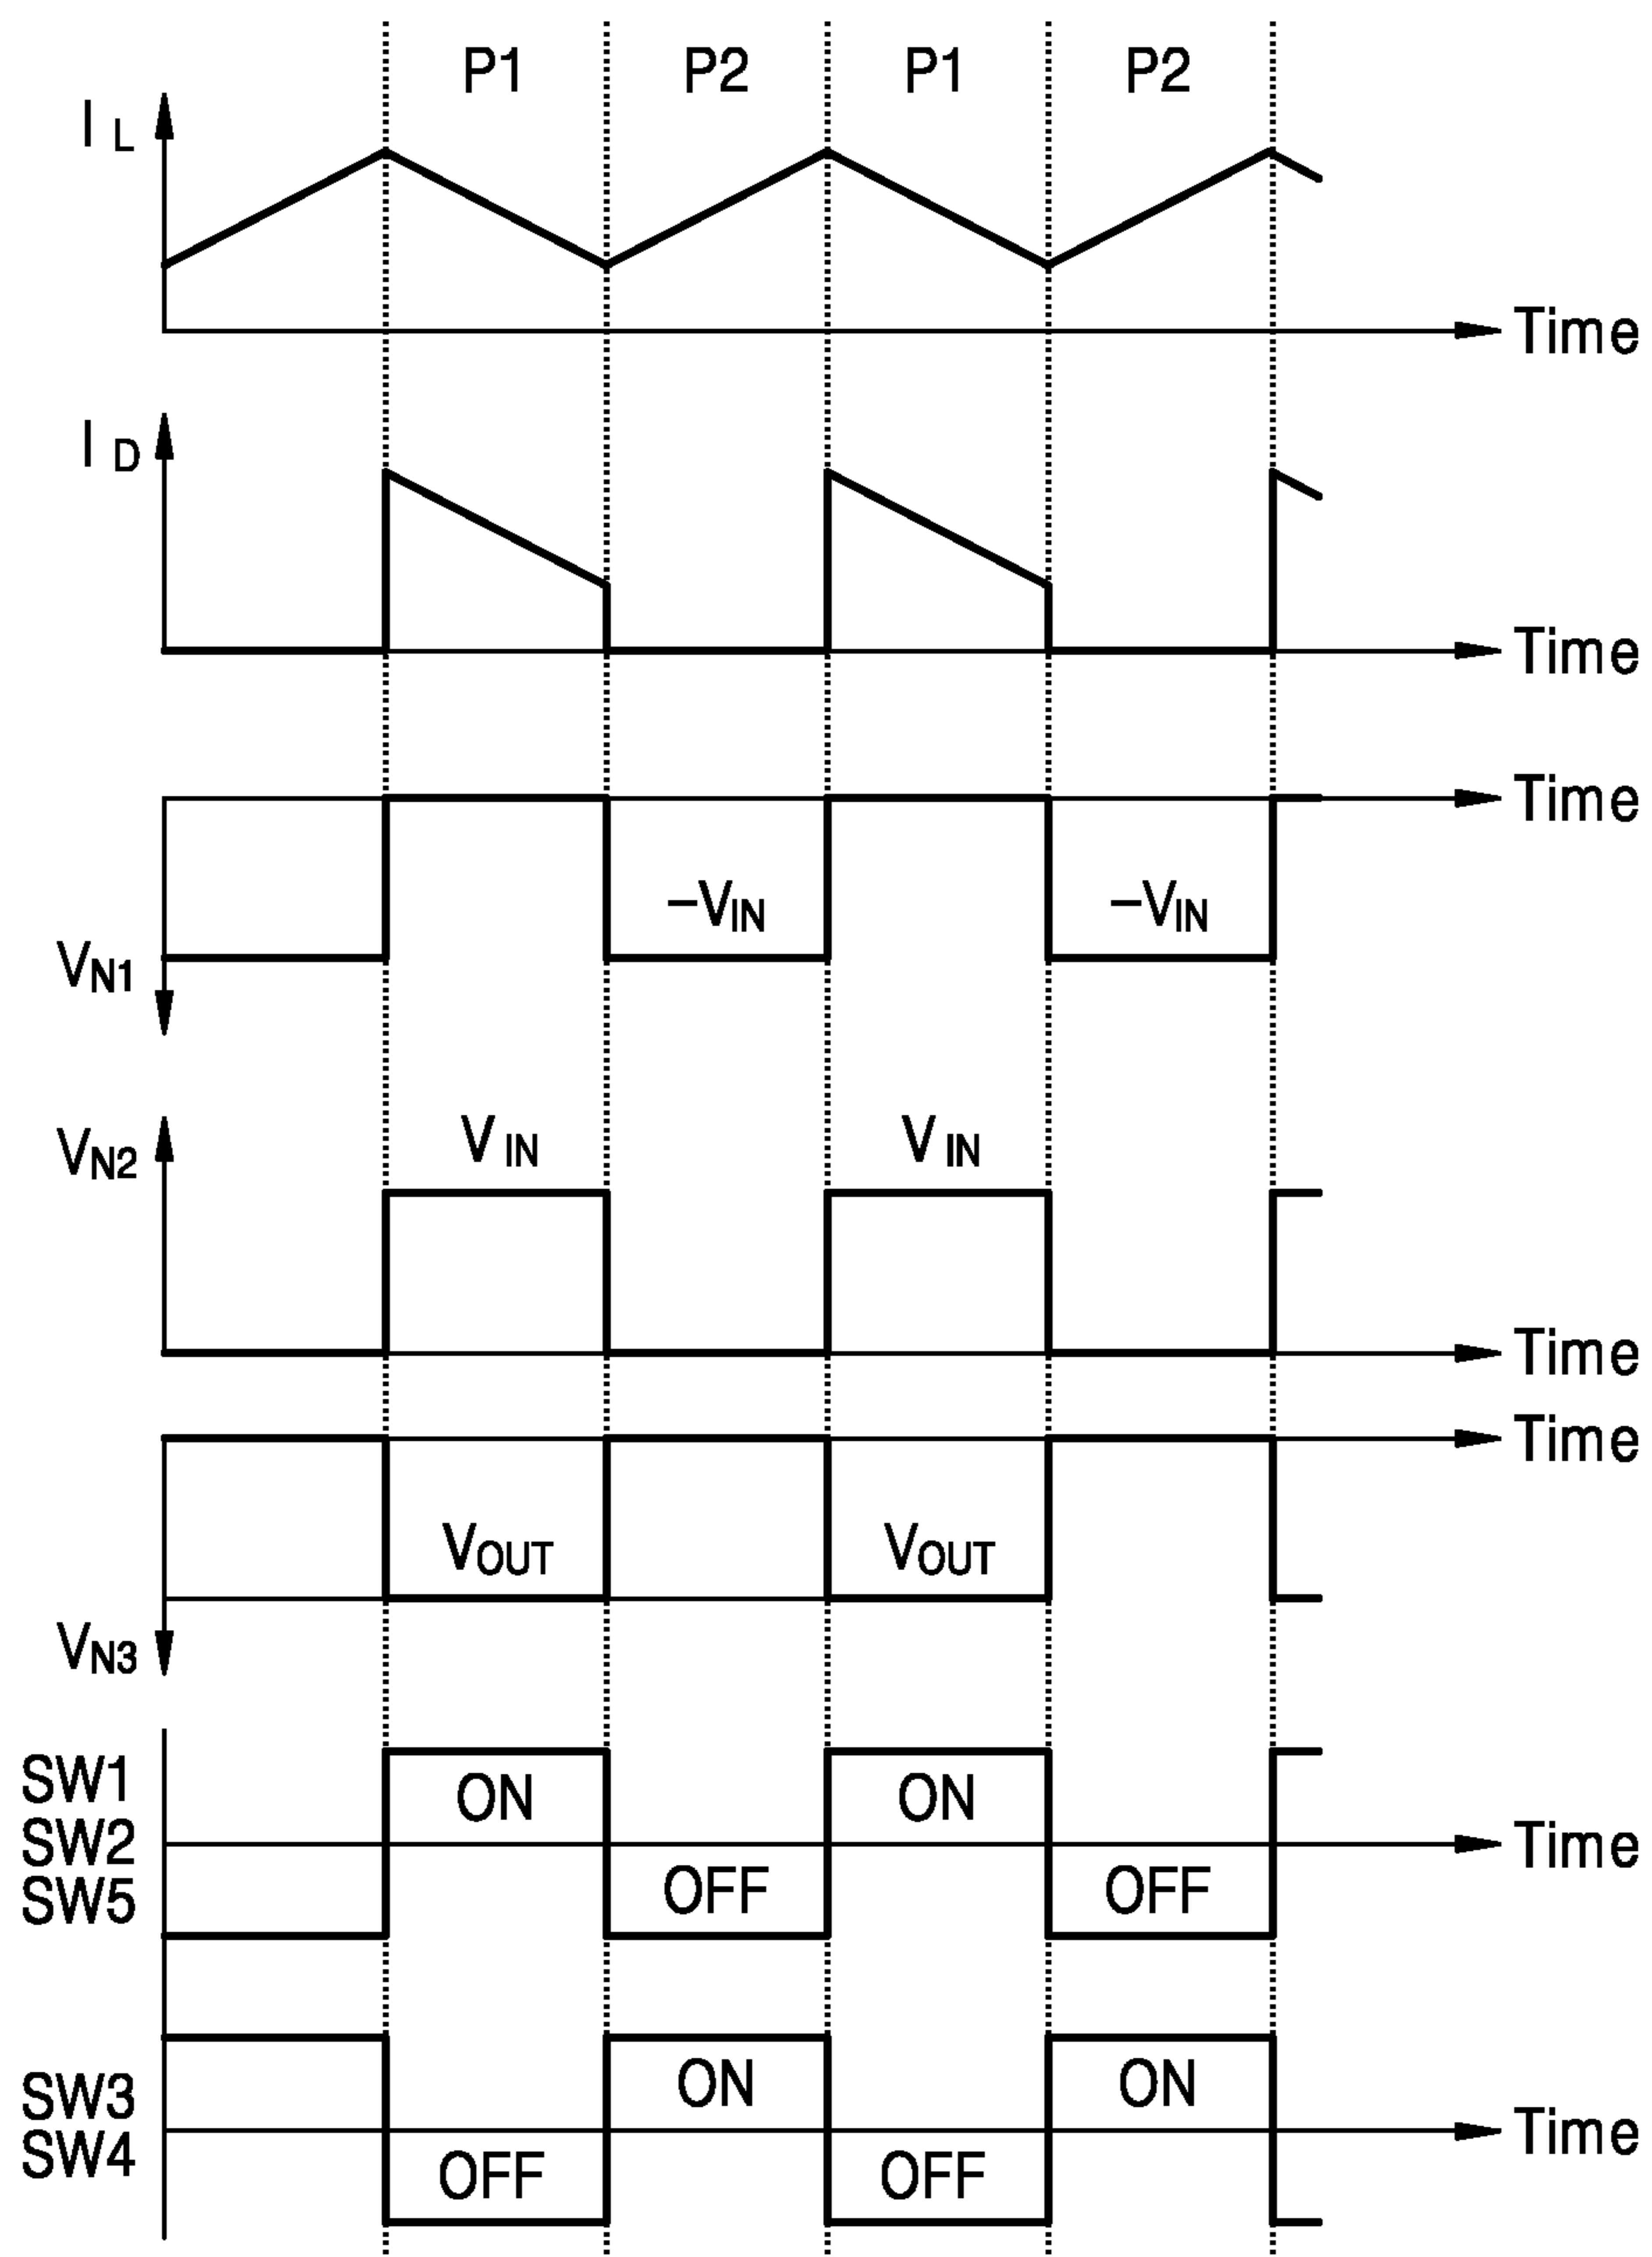 P1 P2 P1 P2
I L
Time
I D
Time
Time
–VIN –VIN
VN1
VIN VIN
VN2
Time
Time
VOUT VOUT
VN3
SW1
ON ON
SW2
Time
SW5
OFF OFF
ON ON
SW3
Time
SW4
OFF OFF